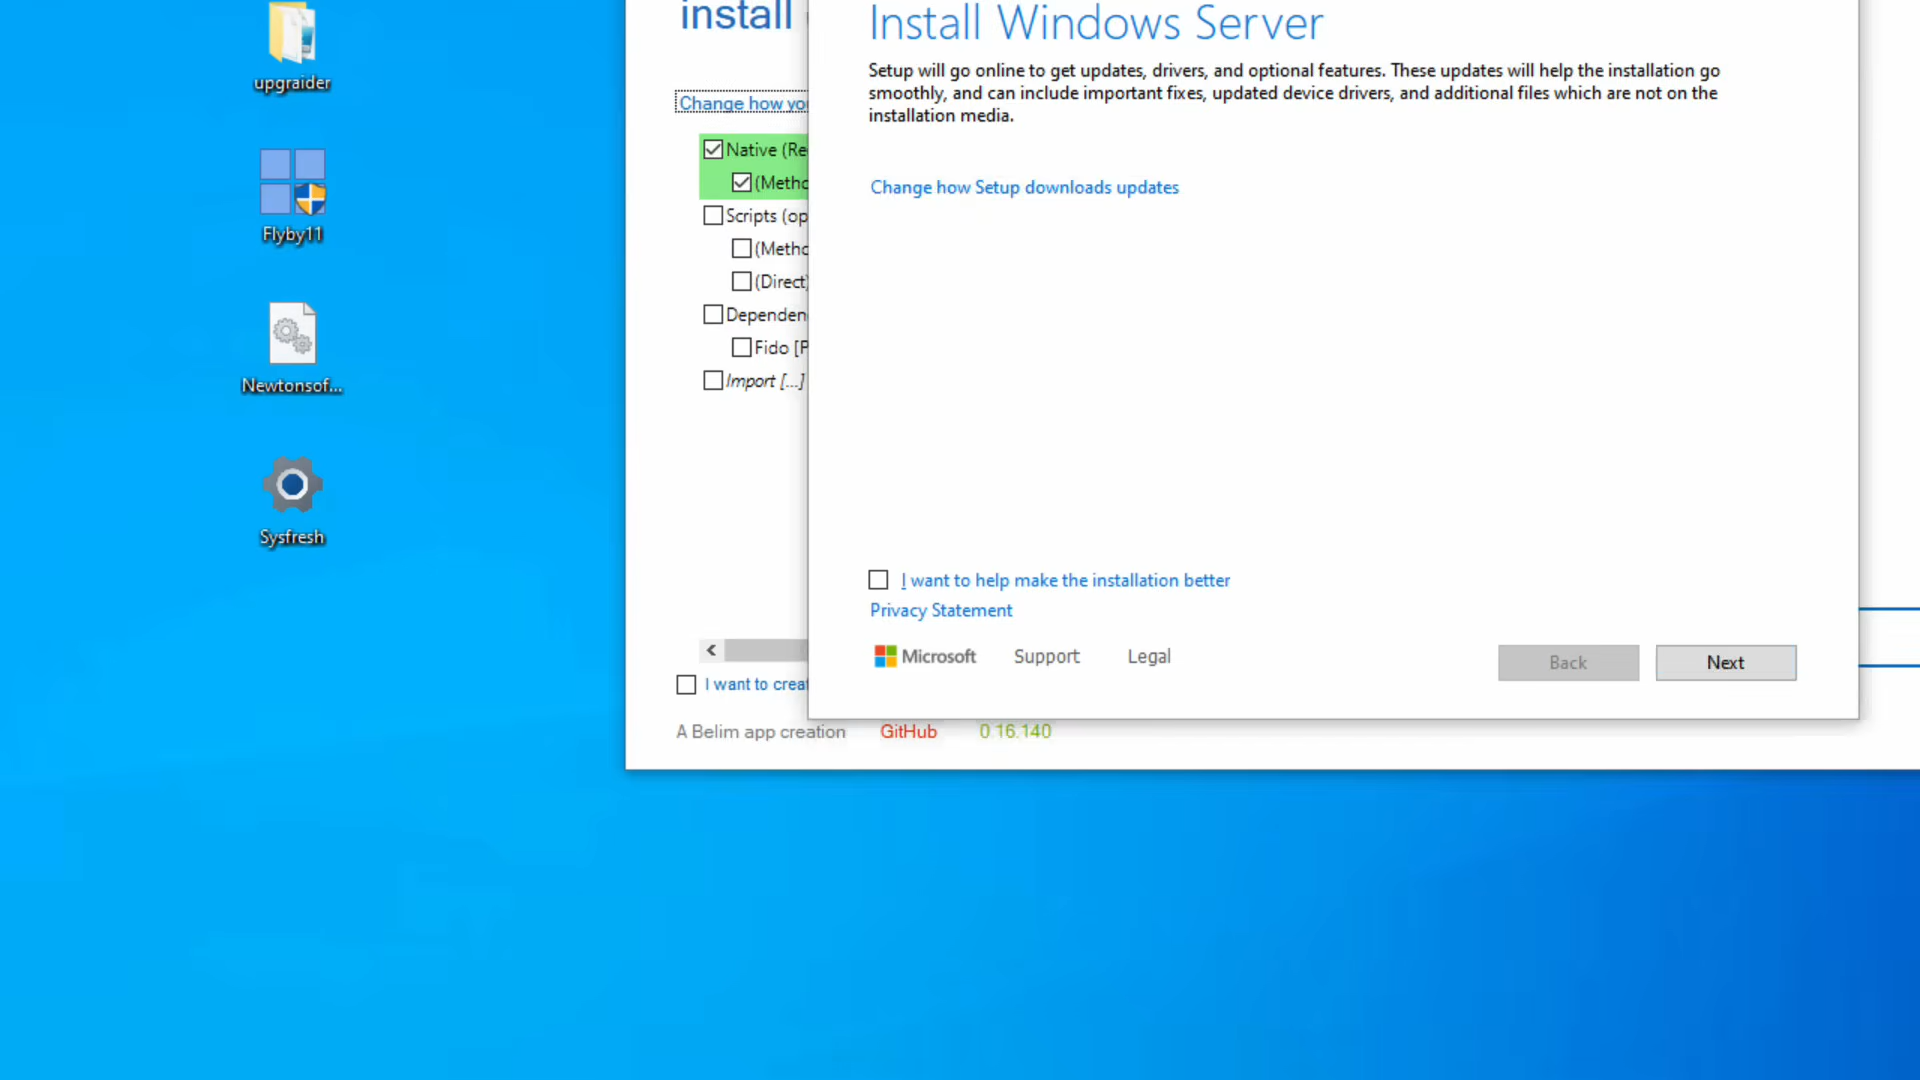 upgraider
Flyby11
Newtonsof...
Sysfresh
install
Change how you
Native (Re
(Metho
Scripts (op
(Metho
(Direct)
Dependen
Fido [P
Import [...]
I want to creat
A Belim app creation GitHub 0.16.140
Install Windows Server
Setup will go online to get updates, drivers, and optional features. These updates will help the installation go
smoothly, and can include important fixes, updated device drivers, and additional files which are not on the
installation media.
Change how Setup downloads updates
I want to help make the installation better
Privacy Statement
Microsoft Support Legal
Back Next